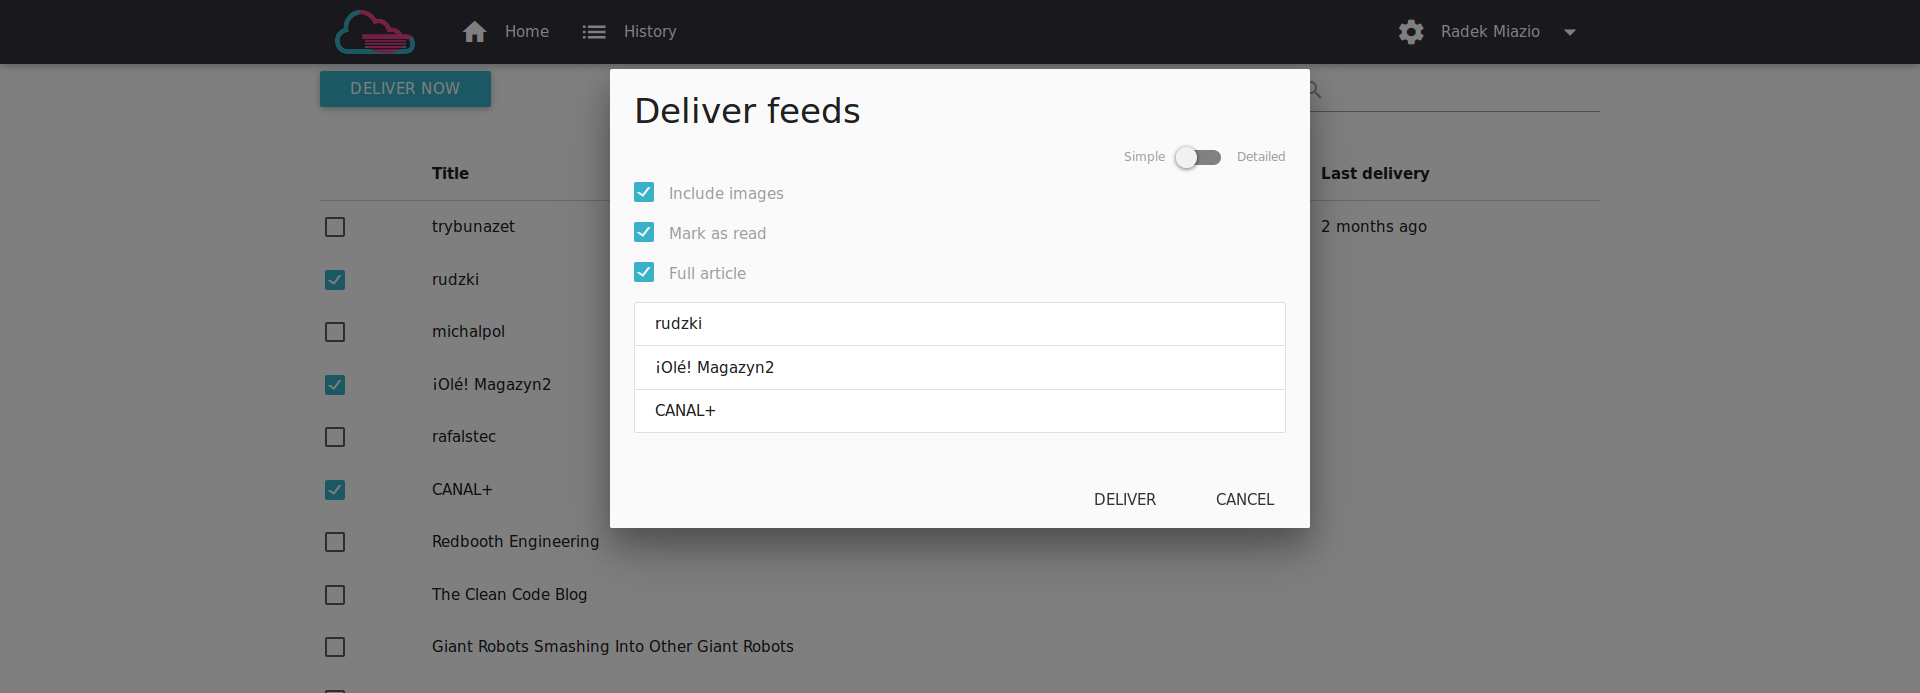 Home
History
Radek Miazio
DELIVER NOW
Deliver feeds
Simple
Detailed
Include images
Mark as read
Full article
rudzki
¡Olé! Magazyn2
CANAL+
DELIVER
CANCEL
Title
Last delivery
trybunazet
2 months ago
rudzki
michalpol
¡Olé! Magazyn2
rafalstec
CANAL+
Redbooth Engineering
The Clean Code Blog
Giant Robots Smashing Into Other Giant Robots